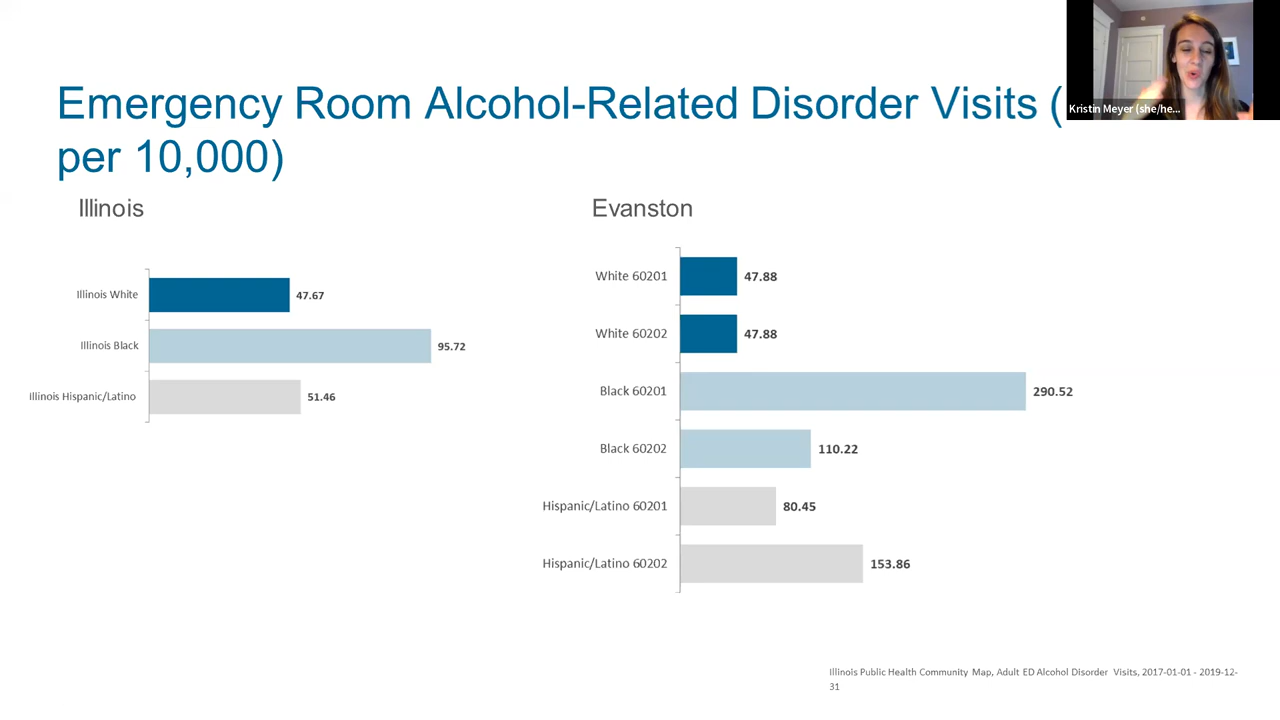 Emergency Room Alcohol-Related Disorder Visits (
per 10,000)
Kristin Meyer (she/he...
Illinois
Illinois White
47.67
Illinois Black
95.72
Illinois Hispanic/Latino
51.46
Evanston
White 60201
47.88
White 60202
47.88
Black 60201
290.52
Black 60202
110.22
Hispanic/Latino 60201
80.45
Hispanic/Latino 60202
153.86
Illinois Public Health Community Map, Adult ED Alcohol Disorder Visits, 2017-01-01 - 2019-12-
31